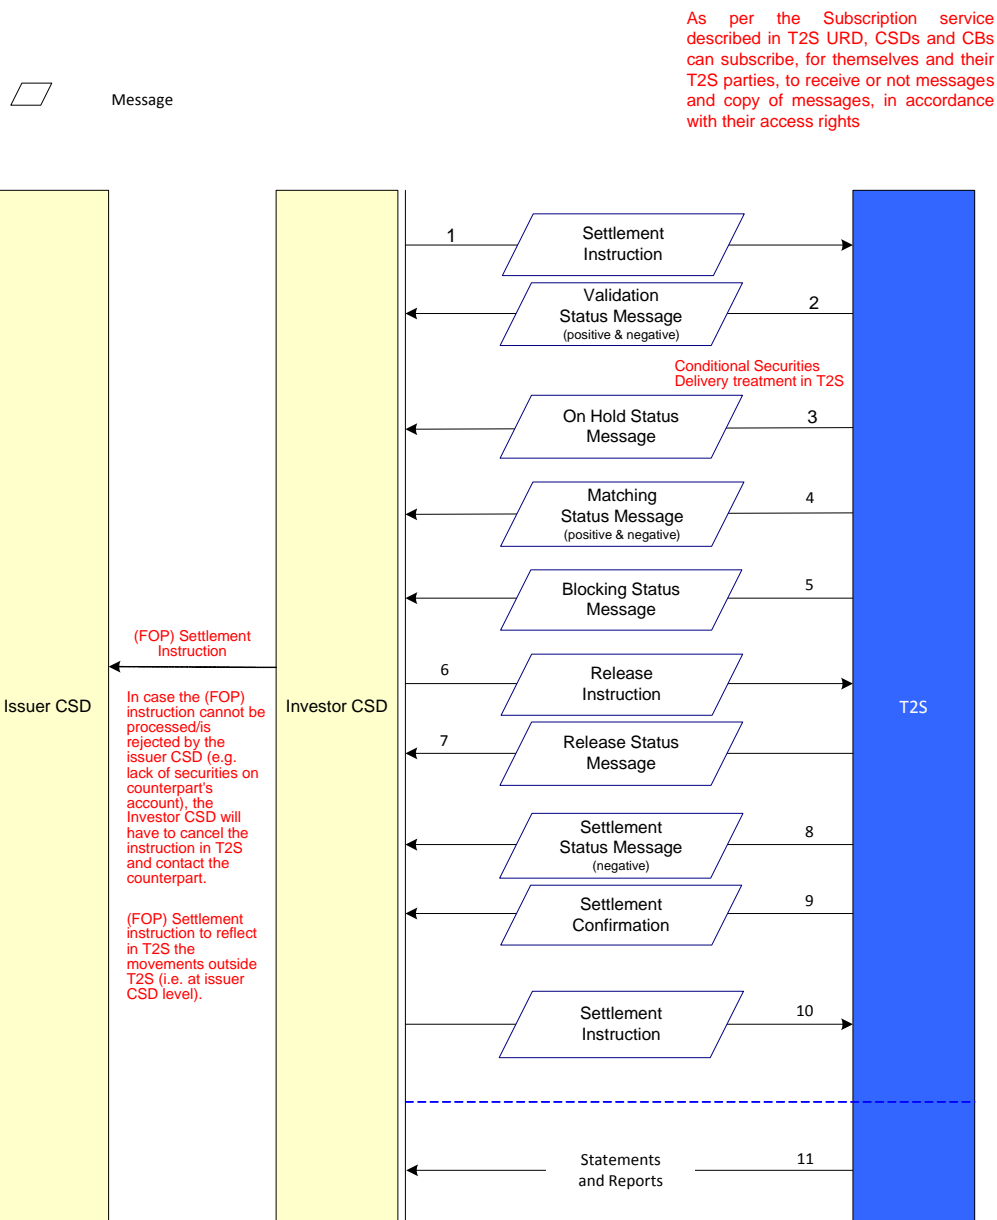 As per the Subscription service
described in T2S URD, CSDs and CBs
can subscribe, for themselves and their
T2S parties, to receive or not messages
and copy of messages, in accordance
with their access rights
Message
1
Settlement
Instruction
Validation
Status Message
(positive & negative)
2
Conditional Securities
Delivery treatment in T2S
On Hold Status
Message
3
Matching
Status Message
(positive & negative)
4
Blocking Status
Message
5
(FOP) Settlement
Instruction
6
Release
Instruction
Issuer CSD
In case the (FOP)
instruction cannot be
processed/is
rejected by the
issuer CSD (e.g.
lack of securities on
counterpart's
account), the
Investor CSD will
have to cancel the
instruction in T2S
and contact the
counterpart.
(FOP) Settlement
instruction to reflect
in T2S the
movements outside
T2S (i.e. at issuer
CSD level).
Investor CSD
T2S
7
Release Status
Message
Settlement
Status Message
(negative)
8
Settlement
Confirmation
9
Settlement
Instruction
10
Statements
and Reports
11